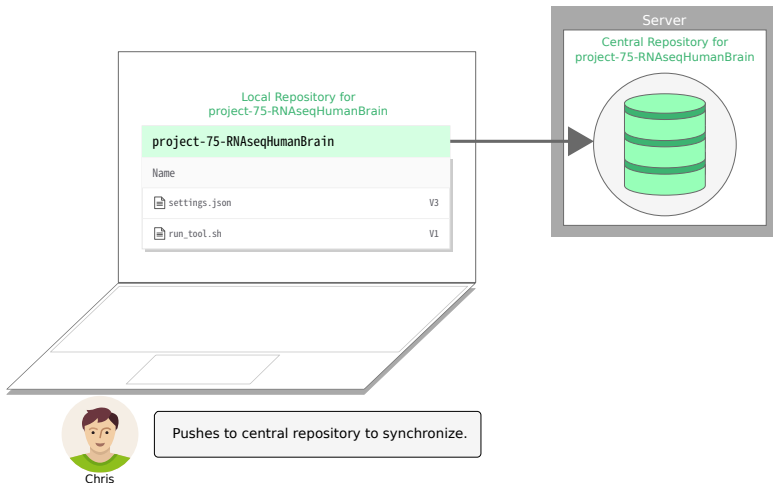 Server
Central Repository for
project-75-RNAseqHumanBrain
Local Repository for
project-75-RNAseqHumanBrain
project-75-RNAseqHumanBrain
Name
settings.json V3
run_tool.sh V1
Pushes to central repository to synchronize.
Chris